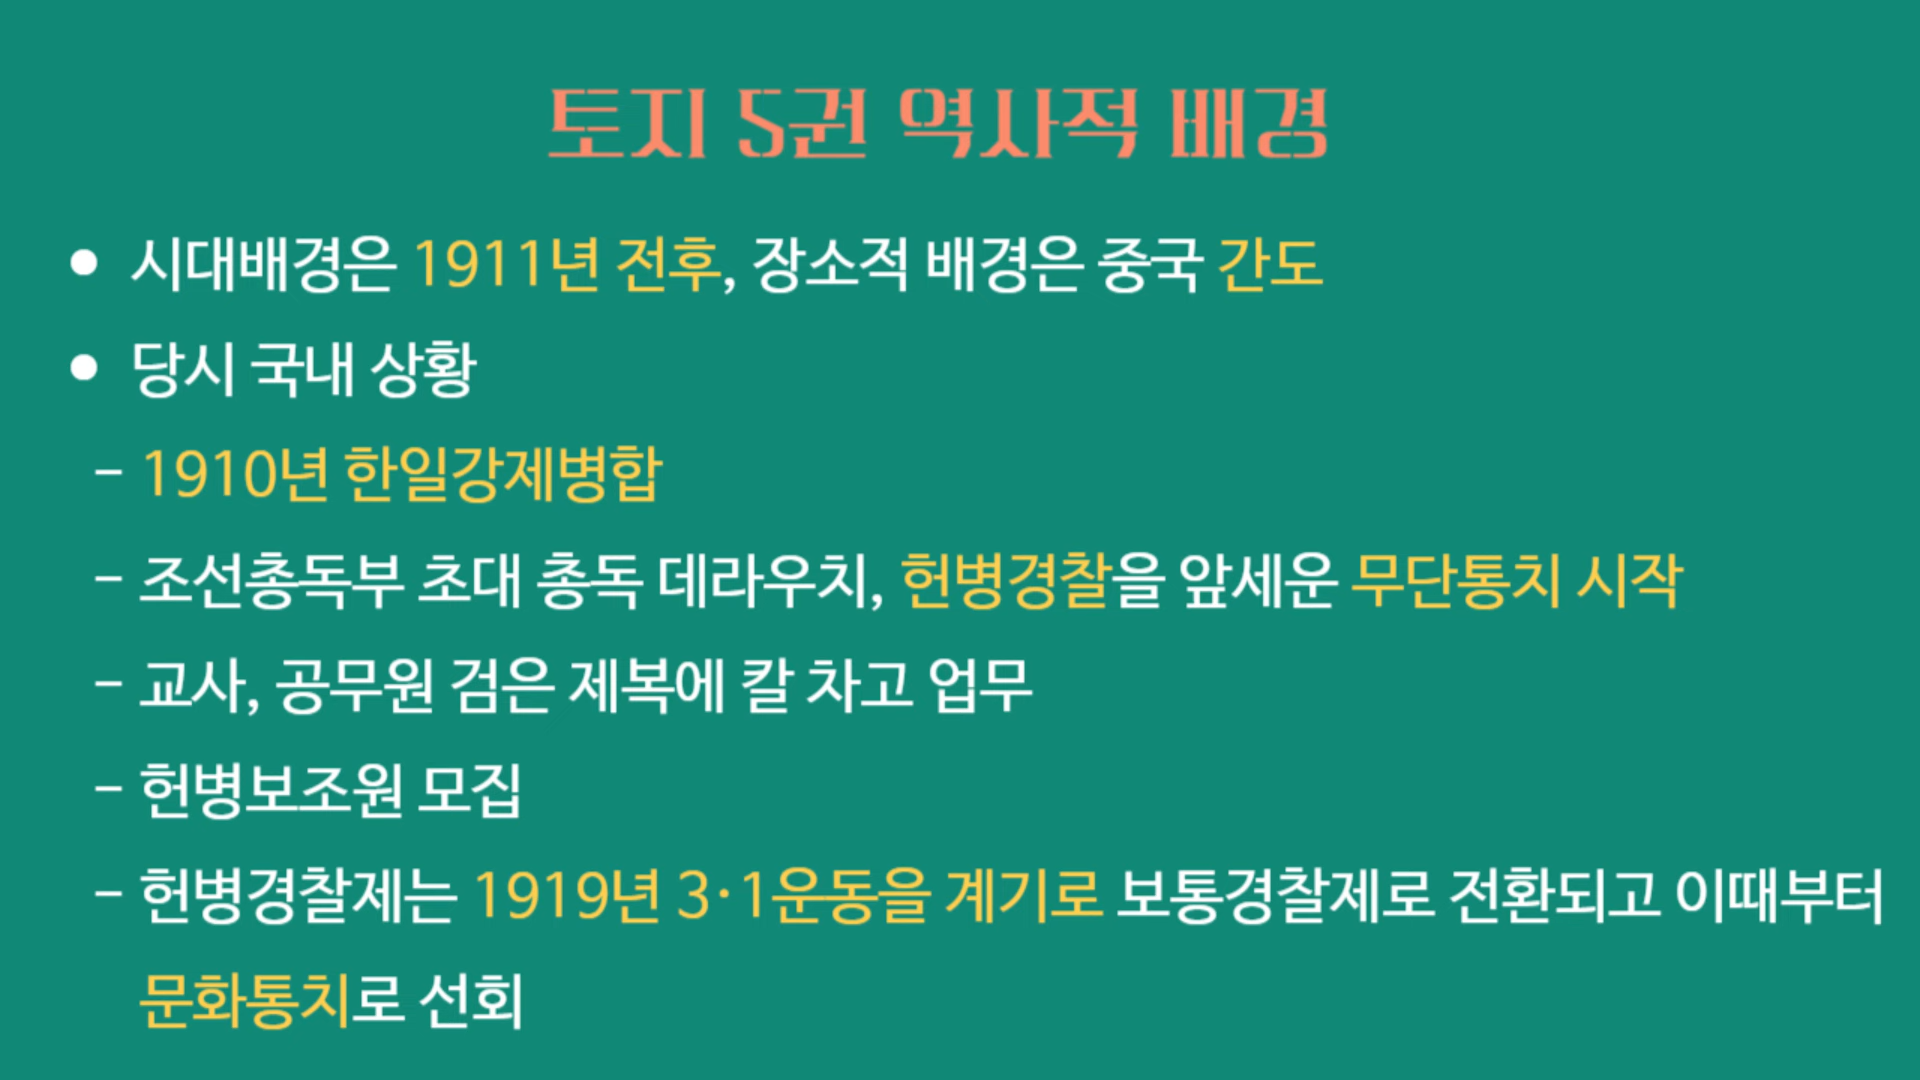 토지 5권 역사적 배경
● 시대배경은 1911년 전후, 장소적 배경은 중국 간도
● 당시 국내 상황
- 1910년 한일강제병합
- 조선총독부 초대 총독 데라우치, 헌병경찰을 앞세운 무단통치 시작
- 교사, 공무원 검은 제복에 칼 차고 업무
- 헌병보조원 모집
- 헌병경찰제는 1919년 3·1운동을 계기로 보통경찰제로 전환되고 이때부터
문화통치로 선회